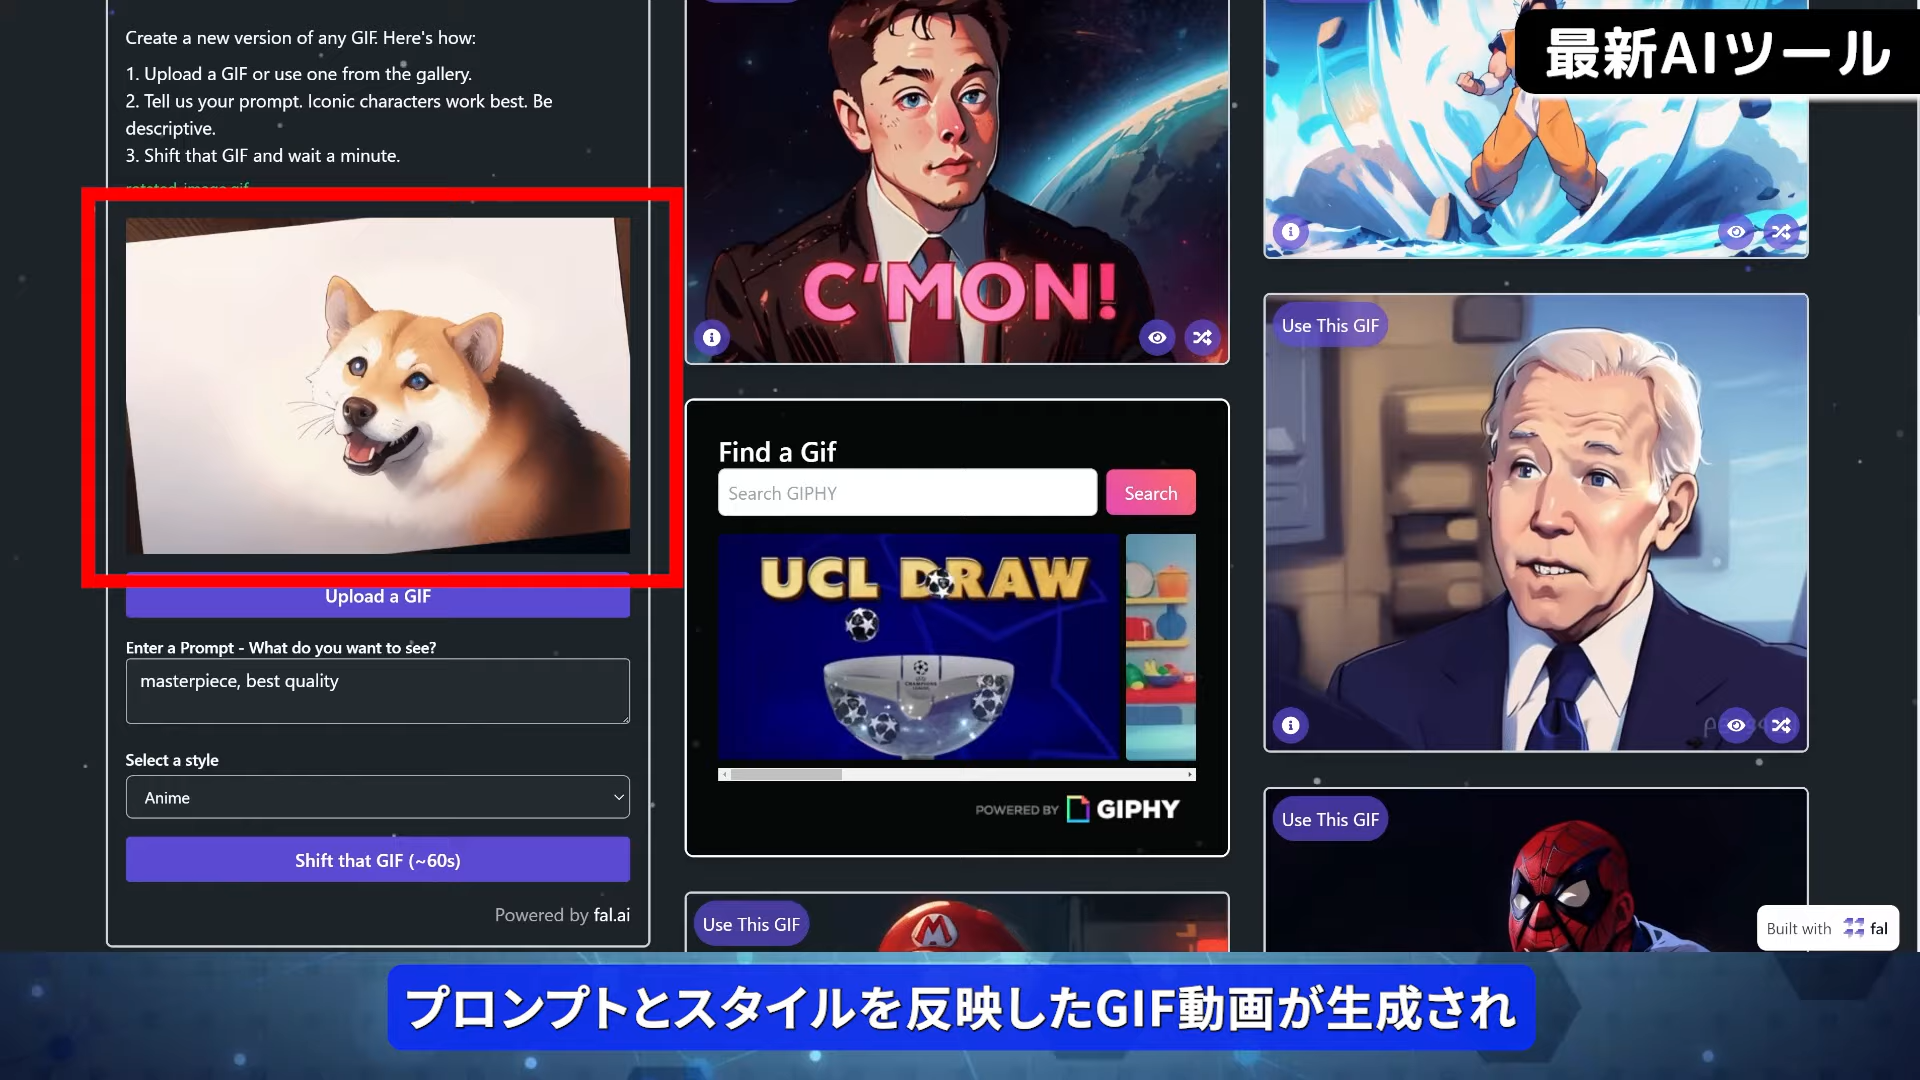 最新AIツール
Create a new version of any GIF. Here's how:
1. Upload a GIF or use one from the gallery.
2. Tell us your prompt. Iconic characters work best. Be
descriptive.
3. Shift that GIF and wait a minute.
rotated_image.gif
Upload a GIF
Enter a Prompt - What do you want to see?
masterpiece, best quality
Select a style
Anime
Shift that GIF (~60s)
Powered by fal.ai
C'MON!
Find a Gif
Search GIPHY
Search
UCL DRAW
POWERED BY GIPHY
Use This GIF
Use This GIF
Use This GIF
Built with fal
プロンプトとスタイルを反映したGIF動画が生成され